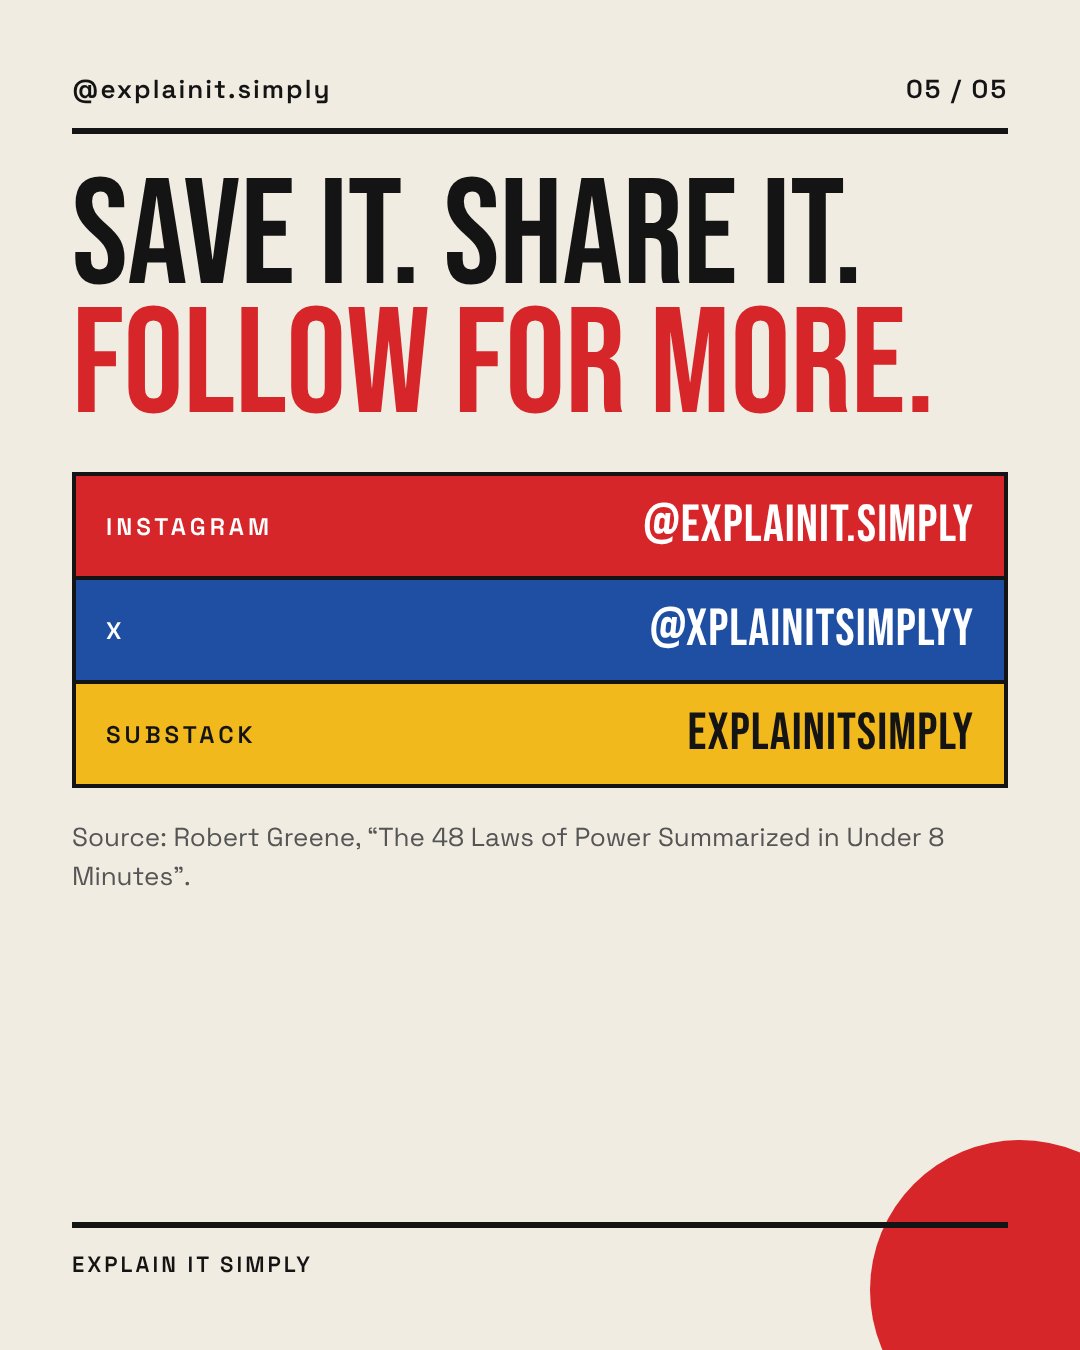 @explainit.simply
05 / 05
SAVE IT. SHARE IT.
FOLLOW FOR MORE.
INSTAGRAM
@EXPLAINIT.SIMPLY
X
@XPLAINITSIMPLYY
SUBSTACK
EXPLAINITSIMPLY
Source: Robert Greene, “The 48 Laws of Power Summarized in Under 8
Minutes”.
EXPLAIN IT SIMPLY